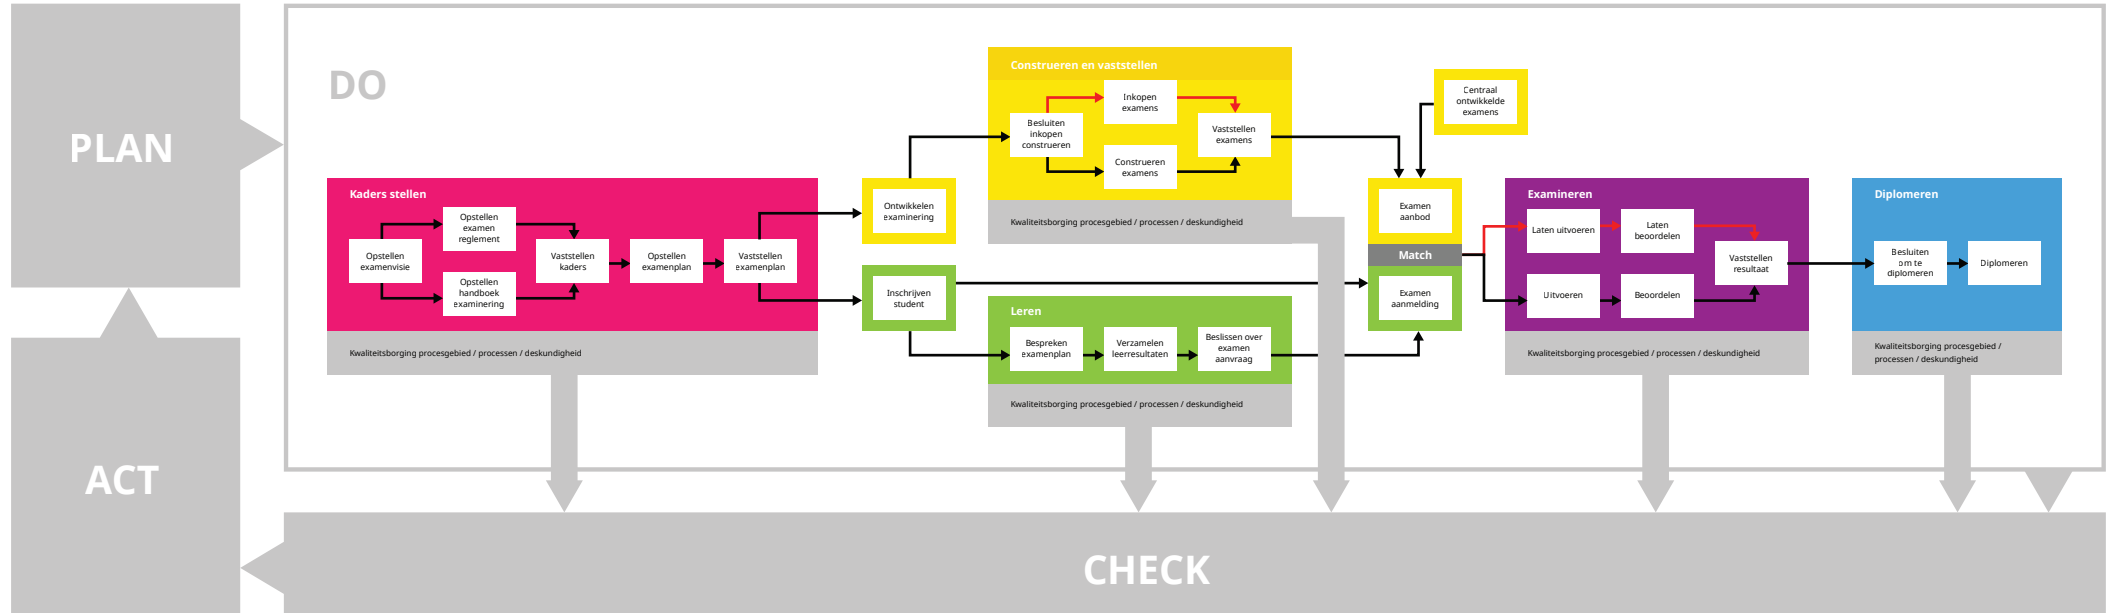 PLAN
ACT
DO
Kaders stellen
Opstellen
examenvisie
Opstellen
examen
reglement
Opstellen
handboek
examinering
Vaststellen
kaders
Opstellen
examenplan
Vaststellen
examenplan
Kwaliteitsborging procesgebied / processen / deskundigheid
Ontwikkelen
examinering
Inschrijven
student
Construeren en vaststellen
Besluiten
inkopen
construeren
Inkopen
examens
Construeren
examens
Vaststellen
examens
Kwaliteitsborging procesgebied / processen / deskundigheid
Leren
Bespreken
examenplan
Verzamelen
leerresultaten
Beslissen over
examen
aanvraag
Kwaliteitsborging procesgebied / processen / deskundigheid
Centraal
ontwikkelde
examens
Examen
aanbod
Match
Examen
aanmelding
Examineren
Laten uitvoeren
Laten
beoordelen
Uitvoeren
Beoordelen
Vaststellen
resultaat
Kwaliteitsborging procesgebied / processen / deskundigheid
Diplomeren
Besluiten
om te
diplomeren
Diplomeren
Kwaliteitsborging procesgebied /
processen / deskundigheid
CHECK